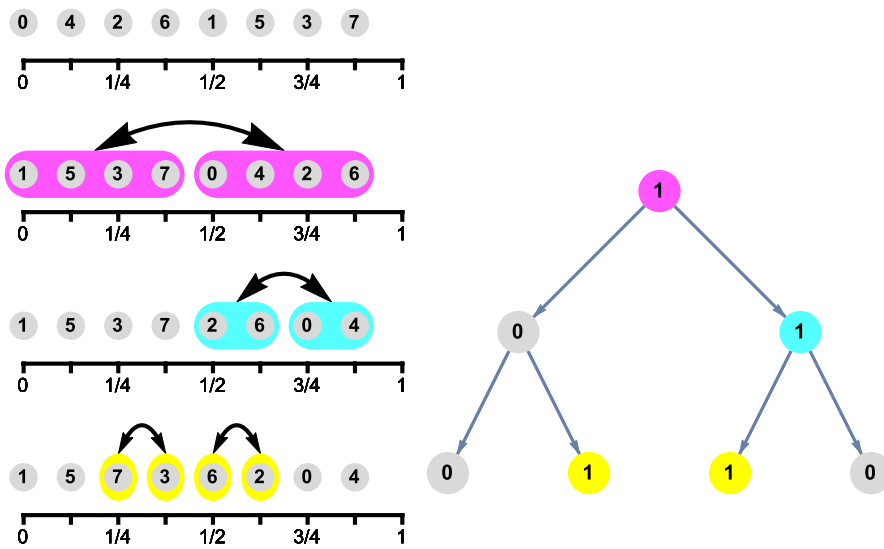 0 4 2 6 1 5 3 7
0 1/4 1/2 3/4 1
1 5 3 7 0 4 2 6
0 1/4 1/2 3/4 1
1 5 3 7 2 6 0 4
0 1/4 1/2 3/4 1
1 5 7 3 6 2 0 4
0 1/4 1/2 3/4 1
1
0 1
0 1 1 0